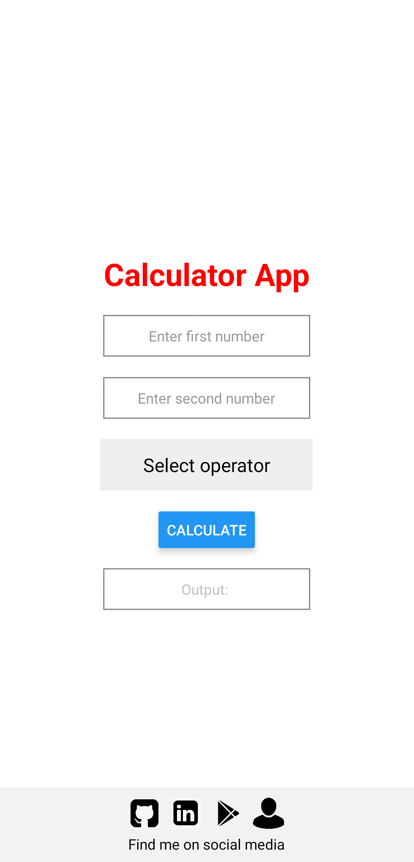 Calculator App
Enter first number
Enter second number
Select operator
CALCULATE
Output:
in
Find me on social media